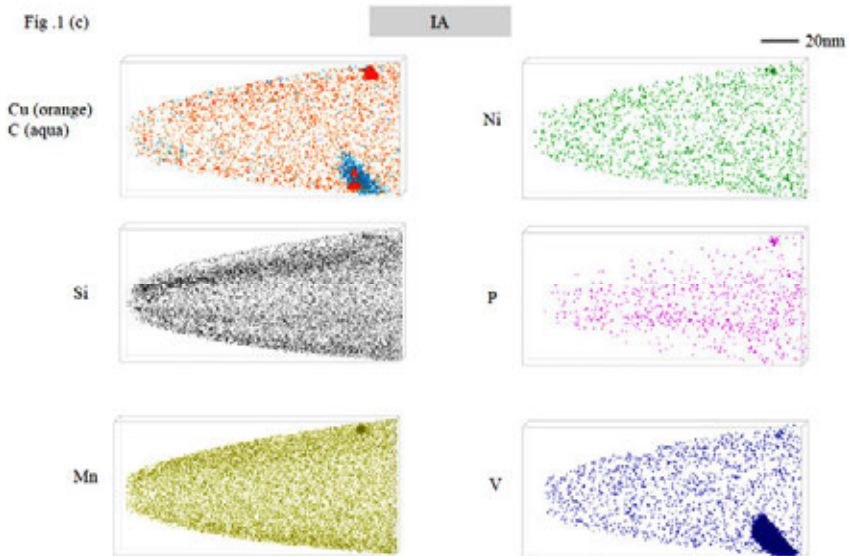 Fig .1 (c)
IA
20nm
Cu (orange)
C (aqua)
Ni
Si
P
Mn
V